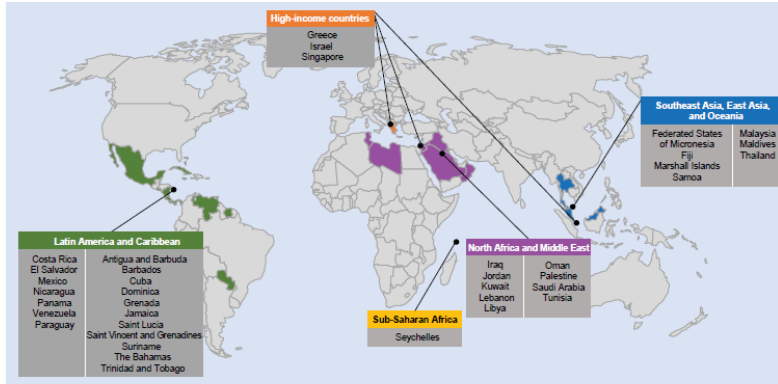 High-income countries
Greece
Israel
Singapore
Southeast Asia, East Asia,
and Oceania
Federated States
of Micronesia
Fiji
Marshall Islands
Samoa
Malaysia
Maldives
Thailand
Latin America and Caribbean
Costa Rica
El Salvador
Mexico
Nicaragua
Panama
Venezuela
Paraguay
Antigua and Barbuda
Barbados
Cuba
Dominica
Grenada
Jamaica
Saint Lucia
Saint Vincent and Grenadines
Suriname
The Bahamas
Trinidad and Tobago
Sub-Saharan Africa
Seychelles
North Africa and Middle East
Iraq
Jordan
Kuwait
Lebanon
Libya
Oman
Palestine
Saudi Arabia
Tunisia